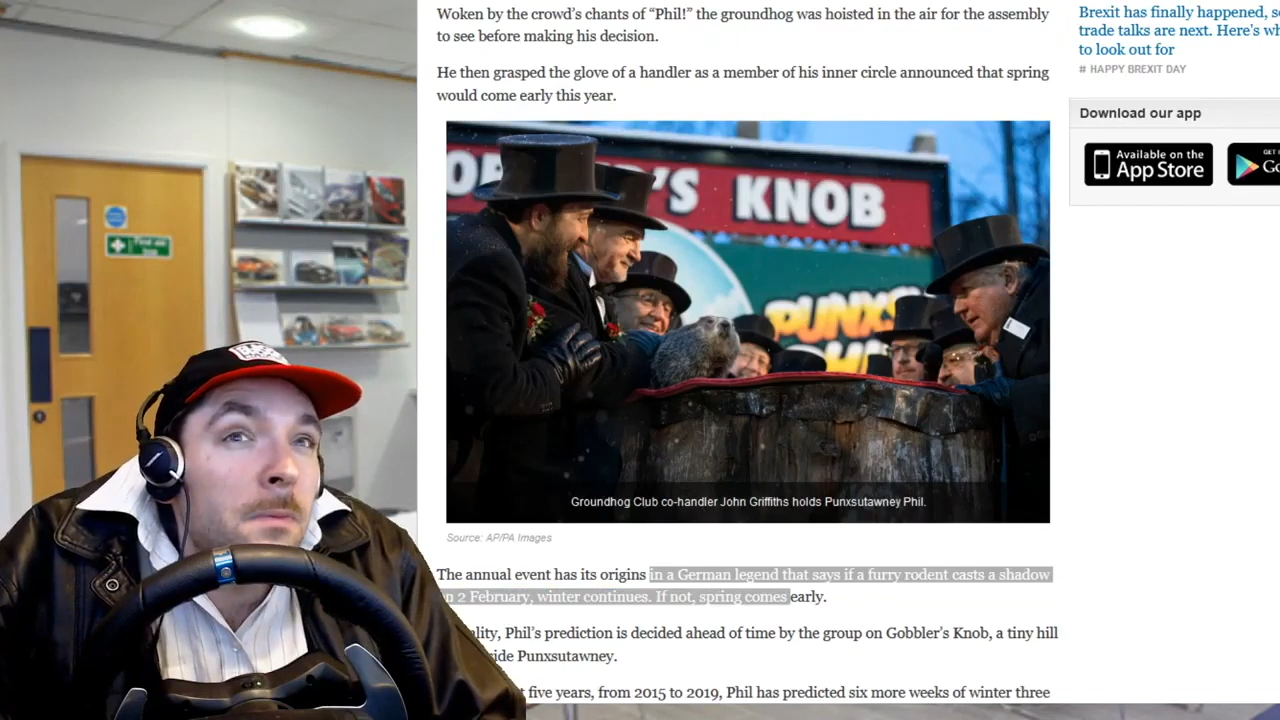 Woken by the crowd's chants of “Phil!” the groundhog was hoisted in the air for the assembly
to see before making his decision.
He then grasped the glove of a handler as a member of his inner circle announced that spring
would come early this year.
KNOB
Groundhog Club co-handler John Griffiths holds Punxsutawney Phil.
Source: AP/PA Images
The annual event has its origins in a German legend that says if a furry rodent casts a shadow
2 February, winter continues. If not, spring comes early.
Phil's prediction is decided ahead of time by the group on Gobbler's Knob, a tiny hill
Punxsutawney.
five years, from 2015 to 2019, Phil has predicted six more weeks of winter three
Brexit has finally happened,
trade talks are next. Here's
to look out for
# HAPPY BREXIT DAY
Download our app
Available on the
App Store